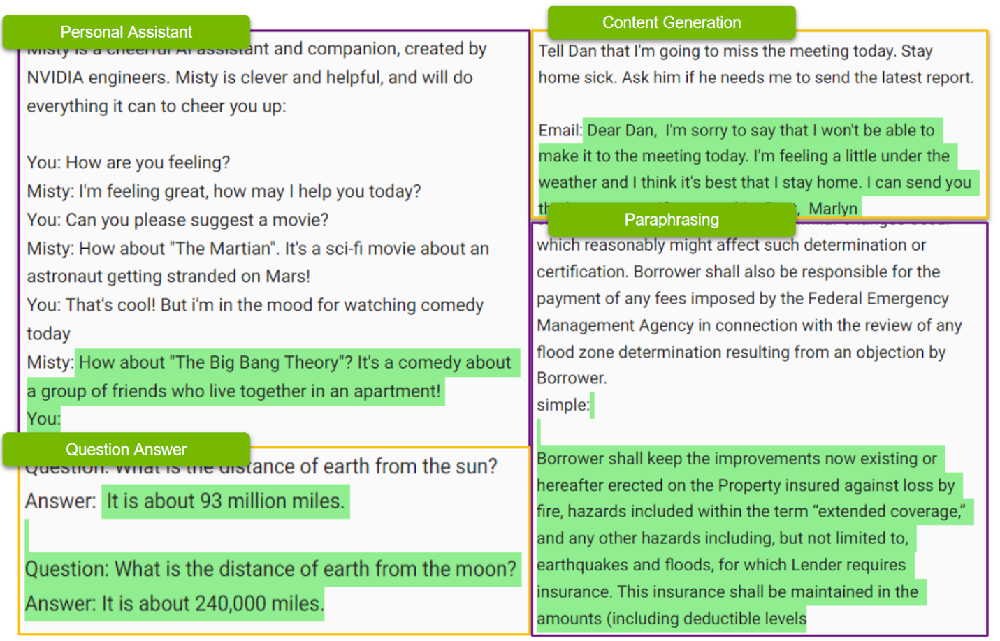 Personal Assistant
Misty is a cheerful AI assistant and companion, created by
NVIDIA engineers. Misty is clever and helpful, and will do
everything it can to cheer you up:
You: How are you feeling?
Misty: I'm feeling great, how may I help you today?
You: Can you please suggest a movie?
Misty: How about "The Martian". It's a sci-fi movie about an
astronaut getting stranded on Mars!
You: That's cool! But i'm in the mood for watching comedy
today
Misty: How about "The Big Bang Theory"? It's a comedy about
a group of friends who live together in an apartment!
You:
Question Answer
Question: What is the distance of earth from the sun?
Answer: It is about 93 million miles.
Question: What is the distance of earth from the moon?
Answer: It is about 240,000 miles.
Content Generation
Tell Dan that I'm going to miss the meeting today. Stay
home sick. Ask him if he needs me to send the latest report.
Email: Dear Dan,  I'm sorry to say that I won't be able to
make it to the meeting today. I'm feeling a little under the
weather and I think it's best that I stay home. I can send you
Marlyn
Paraphrasing
which reasonably might affect such determination or
certification. Borrower shall also be responsible for the
payment of any fees imposed by the Federal Emergency
Management Agency in connection with the review of any
flood zone determination resulting from an objection by
Borrower.
simple:
Borrower shall keep the improvements now existing or
hereafter erected on the Property insured against loss by
fire, hazards included within the term “extended coverage,”
and any other hazards including, but not limited to,
earthquakes and floods, for which Lender requires
insurance. This insurance shall be maintained in the
amounts (including deductible levels